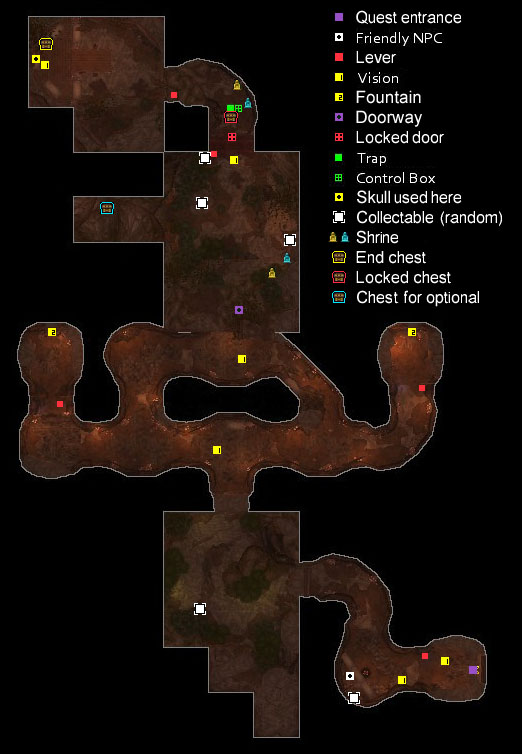 Quest entrance
Friendly NPC
Lever
Vision
Fountain
Doorway
Locked door
Trap
Control Box
Skull used here
Collectable (random)
Shrine
End chest
Locked chest
Chest for optional